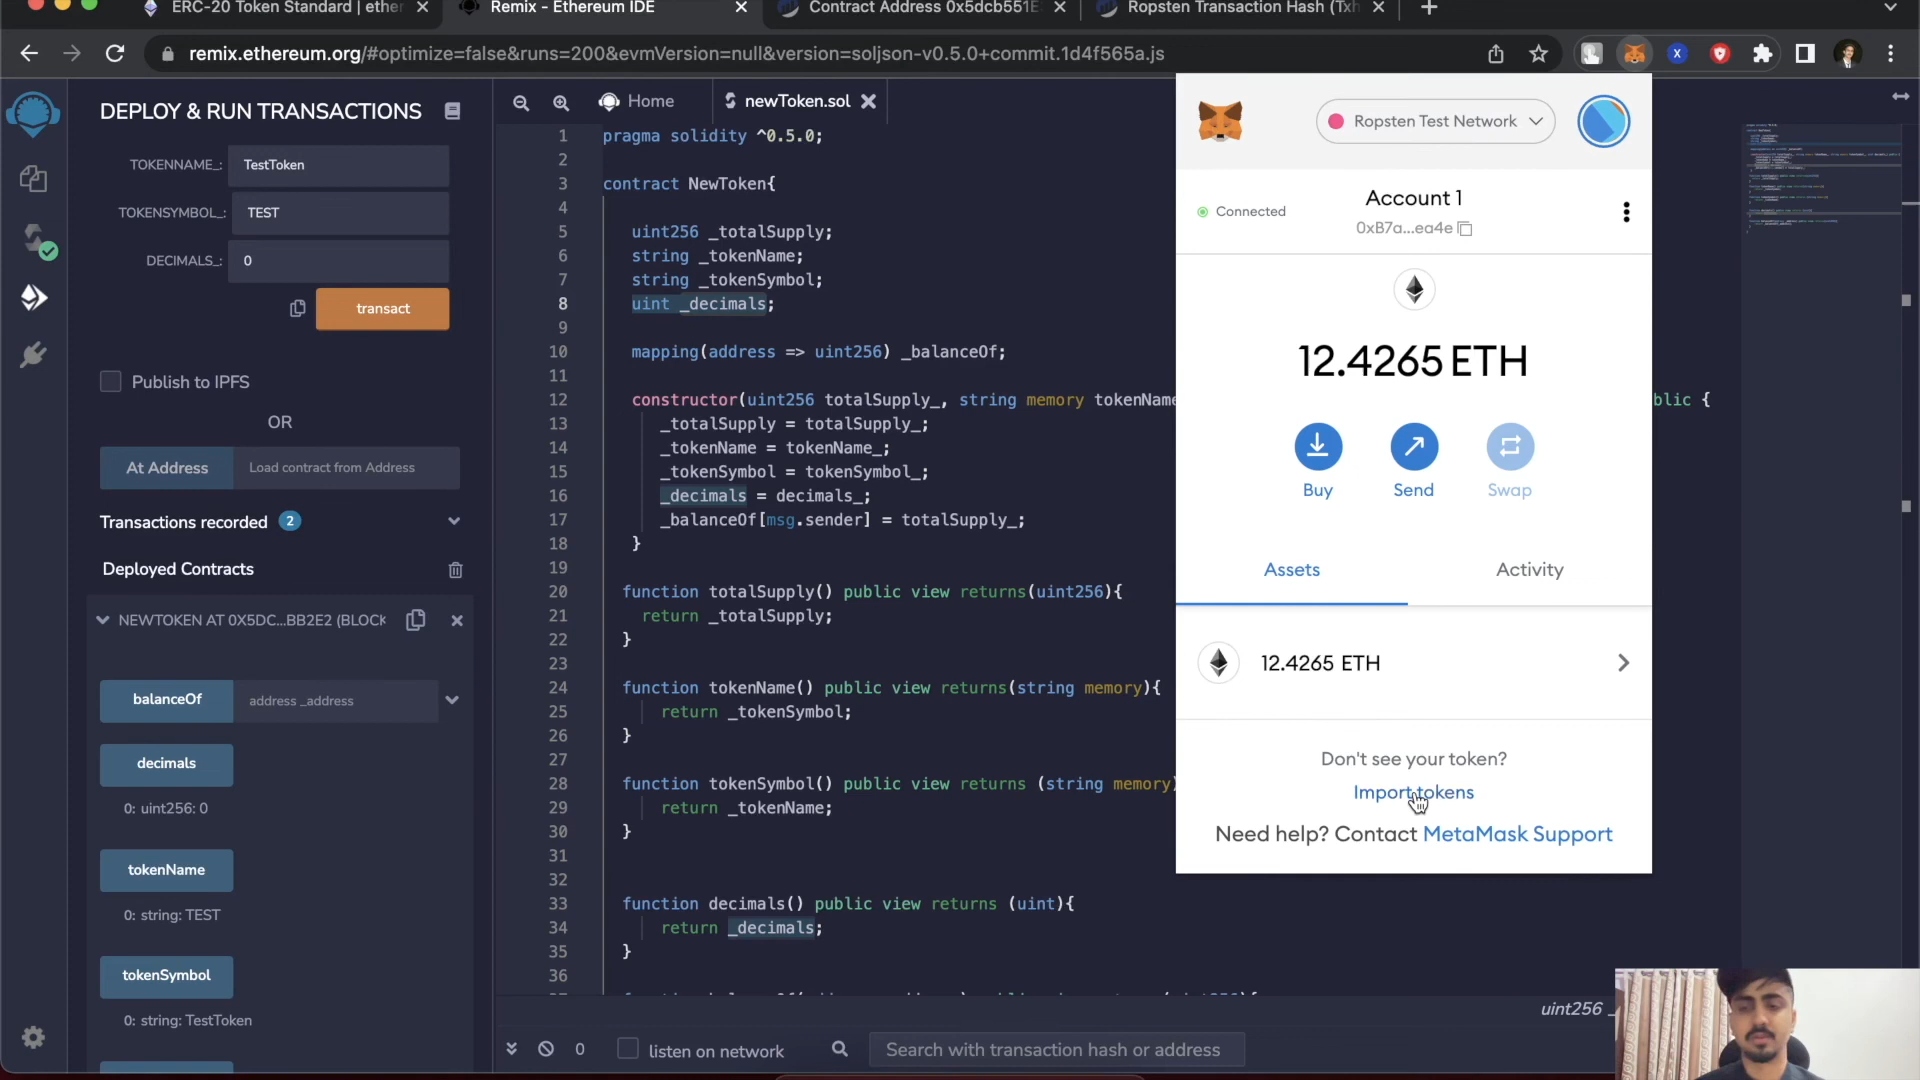 ERC-20 Token Standard | ether
Remix - Ethereum IDE
Contract Address 0x5dcb551E
Ropsten Transaction Hash (Txh
remix.ethereum.org/#optimize=false&runs=200&evmVersion=null&version=soljson-v0.5.0+commit.1d4f565a.js
DEPLOY & RUN TRANSACTIONS
TOKENNAME_: TestToken
TOKENSYMBOL_: TEST
DECIMALS_: 0
transact
Publish to IPFS
OR
At Address Load contract from Address
Transactions recorded 2
Deployed Contracts
NEWTOKEN AT 0X5DC...BB2E2 (BLOCK
balanceOf address _address
decimals
0: uint256: 0
tokenName
0: string: TEST
tokenSymbol
0: string: TestToken
Home
newToken.sol
1 pragma solidity ^0.5.0;
2
3 contract NewToken{
4
5 uint256 _totalSupply;
6 string _tokenName;
7 string _tokenSymbol;
8 uint _decimals;
9
10 mapping(address => uint256) _balanceOf;
11
12 constructor(uint256 totalSupply_, string memory tokenName blic {
13 _totalSupply = totalSupply_;
14 _tokenName = tokenName_;
15 _tokenSymbol = tokenSymbol_;
16 _decimals = decimals_;
17 _balanceOf[msg.sender] = totalSupply_;
18 }
19
20 function totalSupply() public view returns(uint256){
21 return _totalSupply;
22 }
23
24 function tokenName() public view returns(string memory){
25 return _tokenSymbol;
26 }
27
28 function tokenSymbol() public view returns (string memory)
29 return _tokenName;
30 }
31
32
33 function decimals() public view returns (uint){
34 return _decimals;
35 }
36
uint256 _
0
listen on network
Search with transaction hash or address
Ropsten Test Network
Connected
Account 1
0xB7a...ea4e
12.4265 ETH
Buy
Send
Swap
Assets
Activity
12.4265 ETH
Don't see your token?
Import tokens
Need help? Contact MetaMask Support